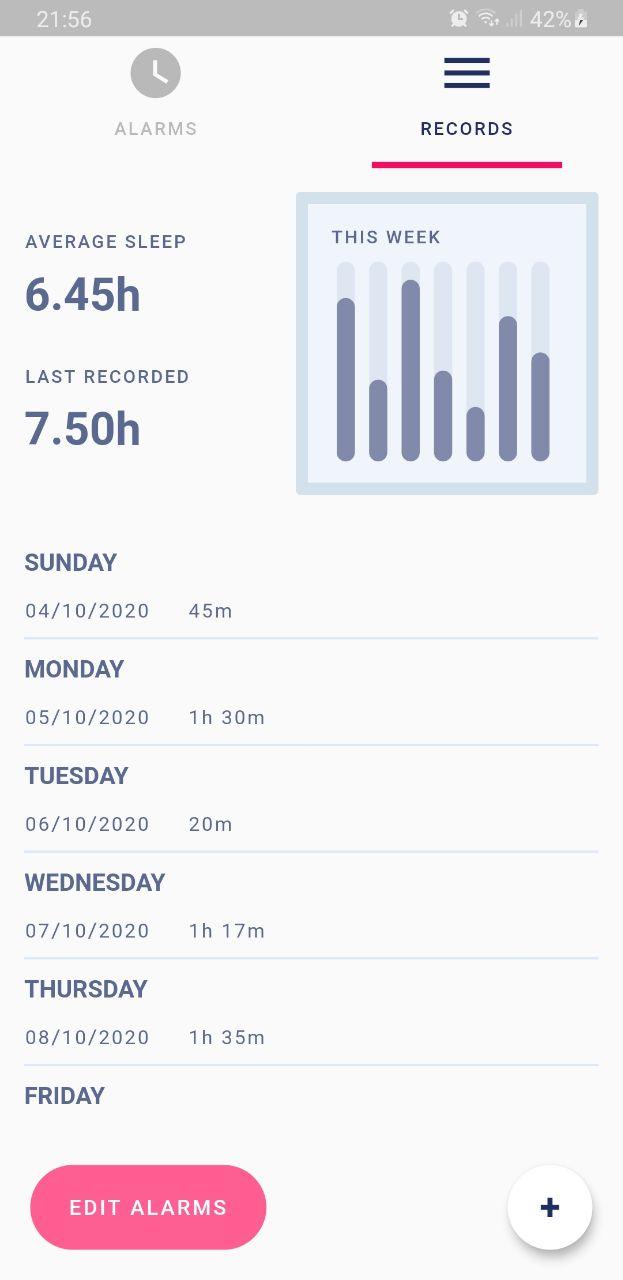 21:56
42%
ALARMS
RECORDS
AVERAGE SLEEP
6.45h
LAST RECORDED
7.50h
THIS WEEK
SUNDAY
04/10/2020 45m
MONDAY
05/10/2020 1h 30m
TUESDAY
06/10/2020 20m
WEDNESDAY
07/10/2020 1h 17m
THURSDAY
08/10/2020 1h 35m
FRIDAY
EDIT ALARMS
+